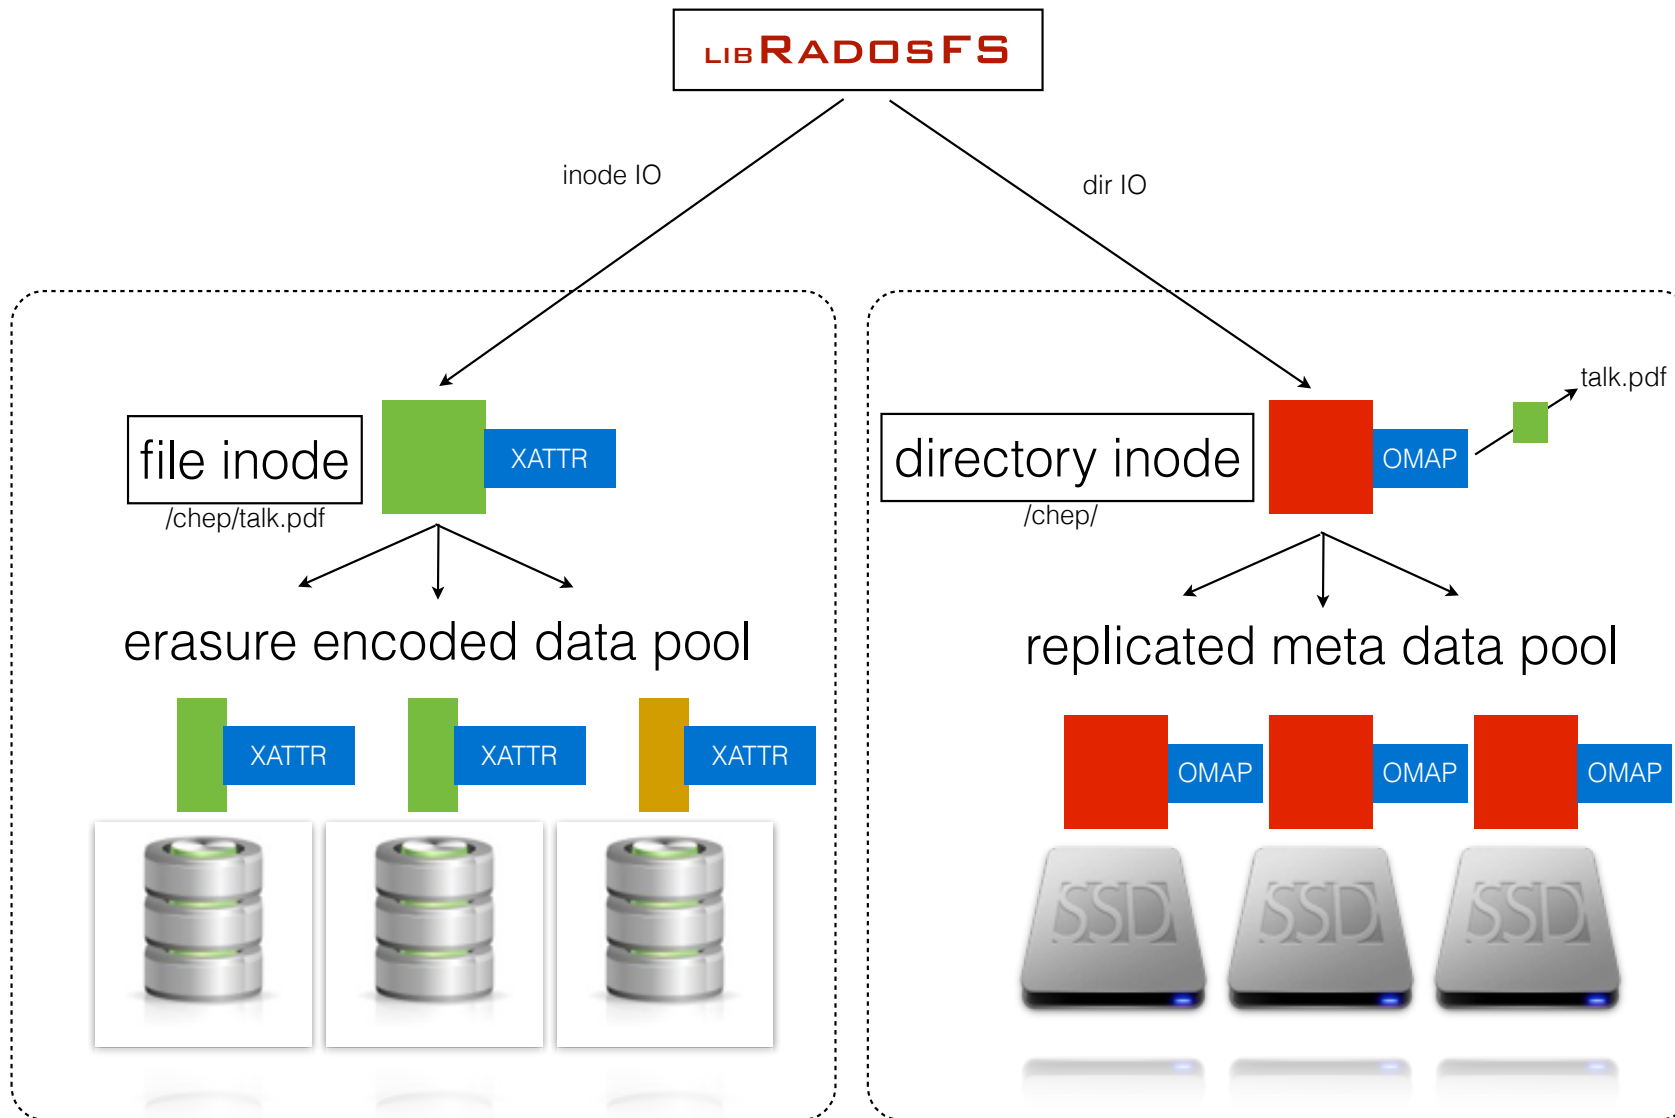 LIBRADOSFS
inode IO
dir IO
talk.pdf
file inode
XATTR
/chep/talk.pdf
directory inode
OMAP
/chep/
erasure encoded data pool
replicated meta data pool
XATTR
XATTR
XATTR
OMAP
OMAP
OMAP
SSD
SSD
SSD